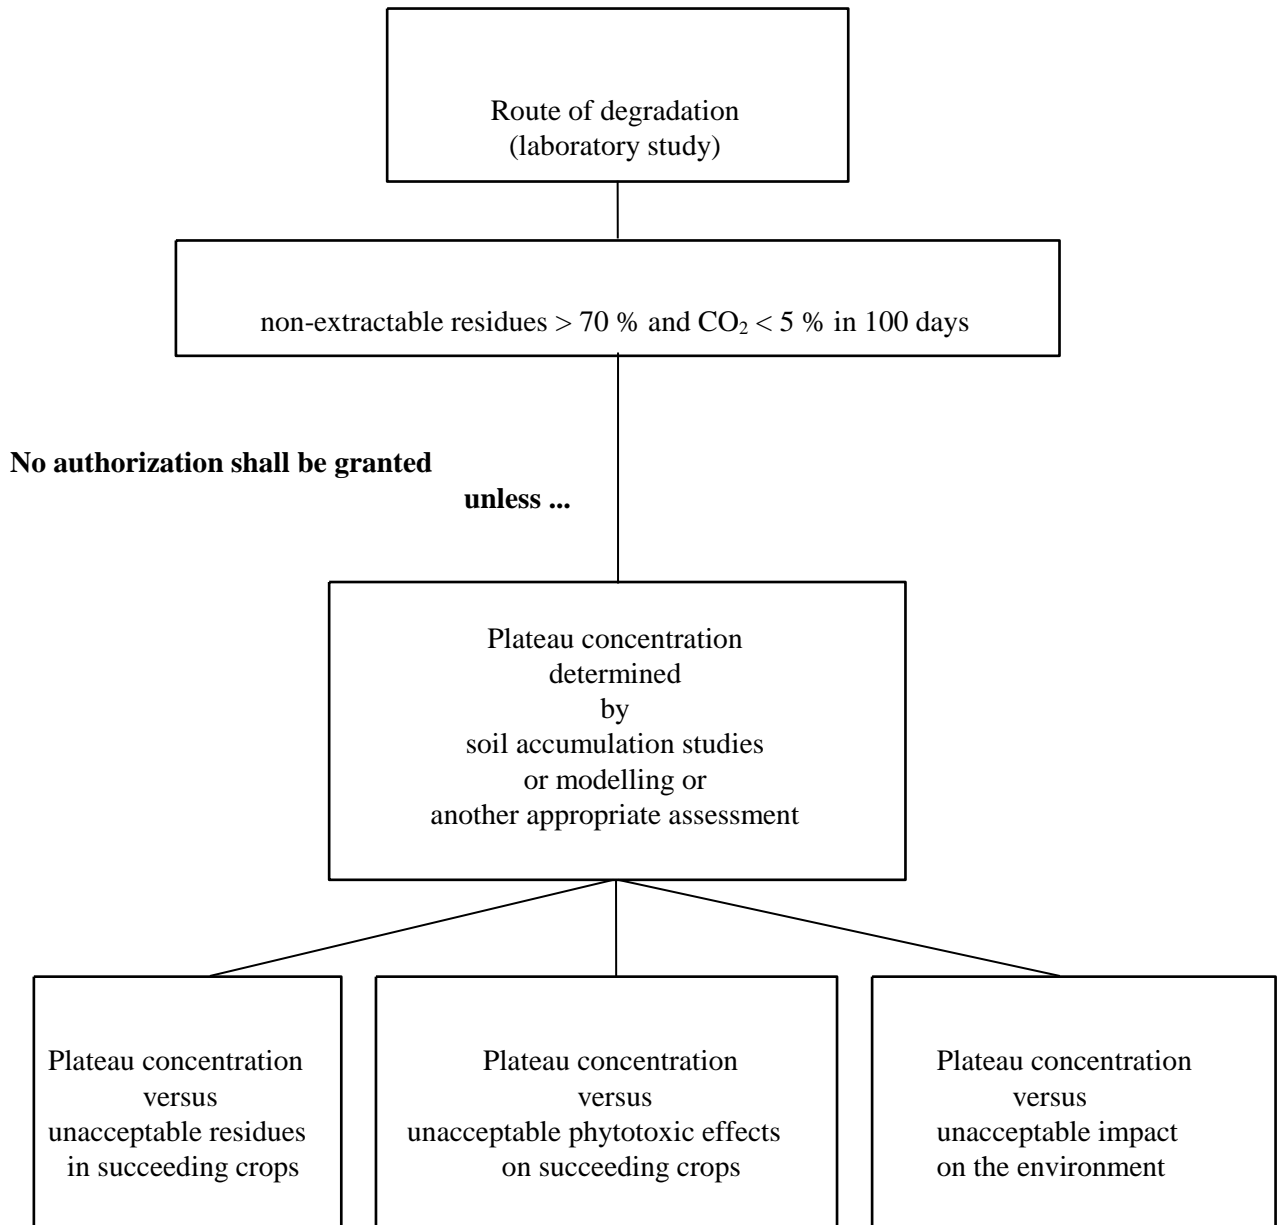 Route of degradation
(laboratory study)
non-extractable residues > 70 % and CO₂ < 5 % in 100 days
No authorization shall be granted
unless ...
Plateau concentration
determined
by
soil accumulation studies
or modelling or
another appropriate assessment
Plateau concentration
versus
unacceptable residues
in succeeding crops
Plateau concentration
versus
unacceptable phytotoxic effects
on succeeding crops
Plateau concentration
versus
unacceptable impact
on the environment